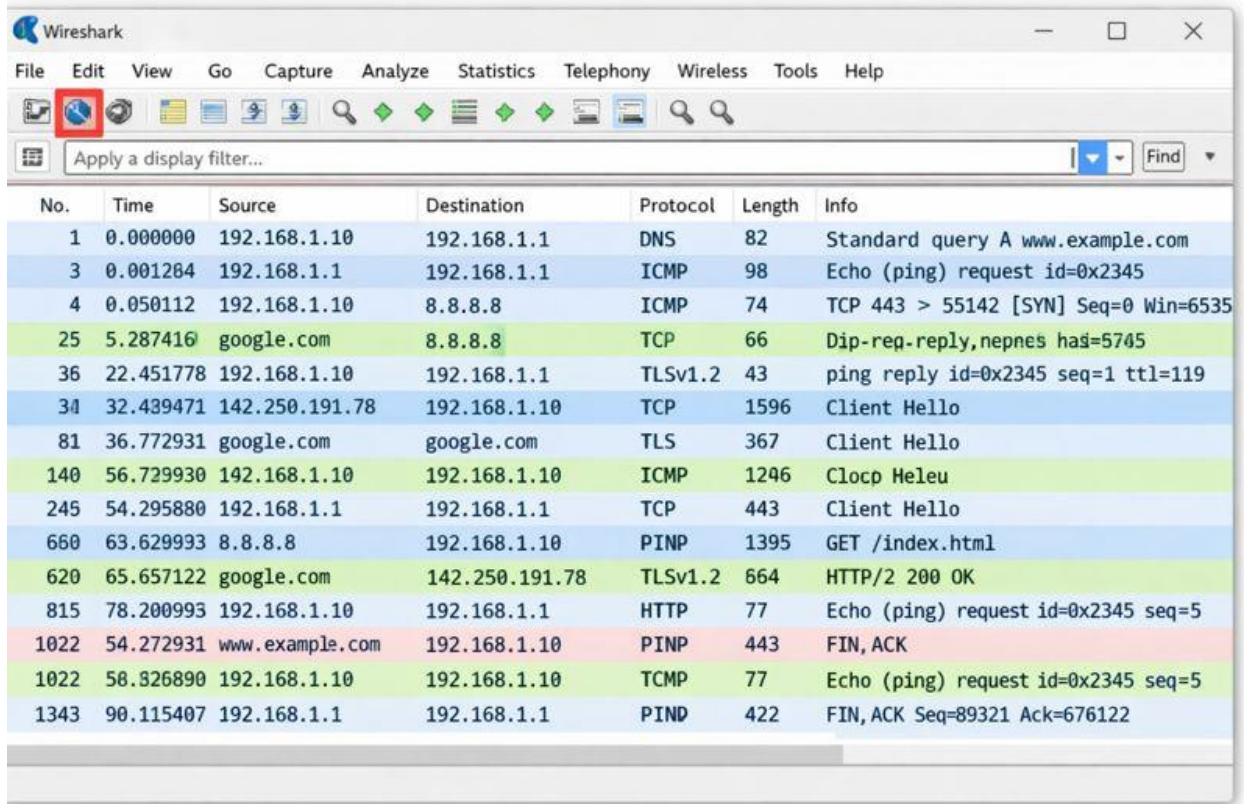 Wireshark
File Edit View Go Capture Analyze Statistics Telephony Wireless Tools Help
Apply a display filter... Find
No. Time Source Destination Protocol Length Info
1 0.000000 192.168.1.10 192.168.1.1 DNS 82 Standard query A www.example.com
3 0.001284 192.168.1.1 192.168.1.1 ICMP 98 Echo (ping) request id=0x2345
4 0.050112 192.168.1.10 8.8.8.8 ICMP 74 TCP 443 > 55142 [SYN] Seq=0 Win=6535
25 5.287416 google.com 8.8.8.8 TCP 66 Dip-req-reply,nepnes had=5745
36 22.451778 192.168.1.10 192.168.1.1 TLSv1.2 43 ping reply id=0x2345 seq=1 ttl=119
32.439471 142.250.191.78 192.168.1.10 TCP 1596 Client Hello
81 36.772931 google.com google.com TLS 367 Client Hello
140 56.729930 142.168.1.10 192.168.1.10 ICMP 1246 Clocp Heleu
245 54.295880 192.168.1.1 192.168.1.1 TCP 443 Client Hello
660 63.629993 8.8.8.8 192.168.1.10 PINP 1395 GET /index.html
620 65.657122 google.com 142.250.191.78 TLSv1.2 664 HTTP/2 200 OK
815 78.200993 192.168.1.10 192.168.1.1 HTTP 77 Echo (ping) request id=0x2345 seq=5
1022 54.272931 www.example.com 192.168.1.10 PINP 443 FIN, ACK
1022 192.168.1.10 192.168.1.10 TCMP 77 Echo (ping) request id=0x2345 seq=5
1343 90.115407 192.168.1.1 192.168.1.1 PIND 422 FIN, ACK Seq=89321 Ack=676122